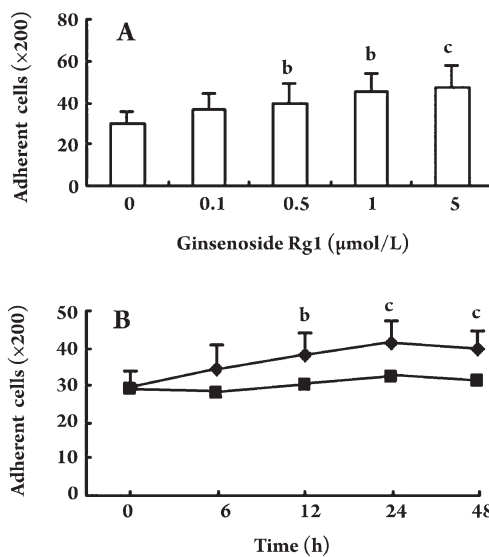 A
Adherent cells (×200)
80
60
40
20
0
b
b
c
0 0.1 0.5 1 5
Ginsenoside Rg1 (μmol/L)
B
Adherent cells (×200)
50
40
30
20
10
0
b
c
c
0 6 12 24 48
Time (h)